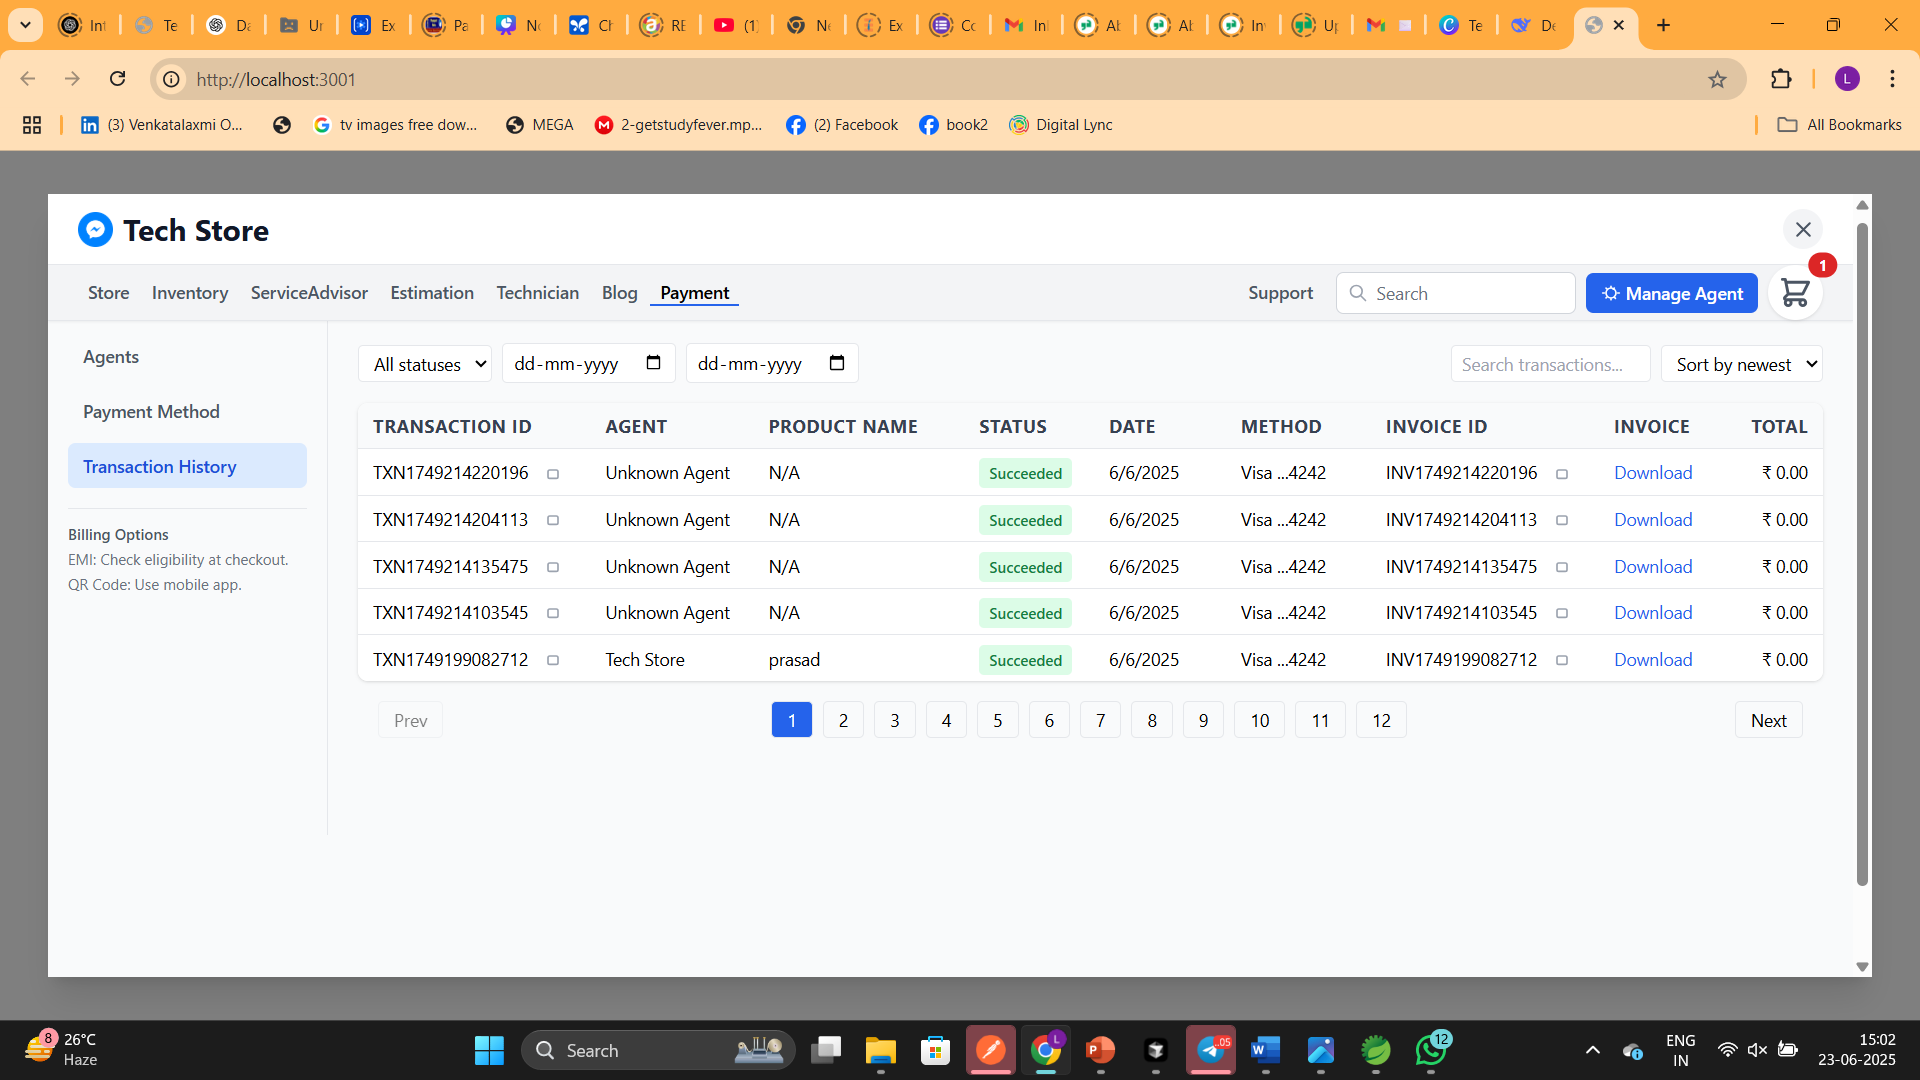 Int
Te
Da
Un
Ex
Pa
No
Ch
RE
(1)
Ne
Ex
Co
Inl
Al
Al
In
Up
Te
De
http://localhost:3001
L
(3) Venkatalaxmi O...
tv images free dow...
MEGA
2-getstudyfever.mp...
(2) Facebook
book2
Digital Lync
All Bookmarks
Tech Store
Store Inventory ServiceAdvisor Estimation Technician Blog Payment Support Search Manage Agent 1
Agents
Payment Method
Transaction History
Billing Options
EMI: Check eligibility at checkout.
QR Code: Use mobile app.
All statuses dd-mm-yyyy dd-mm-yyyy Search transactions... Sort by newest
TRANSACTION ID AGENT PRODUCT NAME STATUS DATE METHOD INVOICE ID INVOICE TOTAL
TXN1749214220196 Unknown Agent N/A Succeeded 6/6/2025 Visa ...4242 INV1749214220196 Download ₹ 0.00
TXN1749214204113 Unknown Agent N/A Succeeded 6/6/2025 Visa ...4242 INV1749214204113 Download ₹ 0.00
TXN1749214135475 Unknown Agent N/A Succeeded 6/6/2025 Visa ...4242 INV1749214135475 Download ₹ 0.00
TXN1749214103545 Unknown Agent N/A Succeeded 6/6/2025 Visa ...4242 INV1749214103545 Download ₹ 0.00
TXN1749199082712 Tech Store prasad Succeeded 6/6/2025 Visa ...4242 INV1749199082712 Download ₹ 0.00
Prev 1 2 3 4 5 6 7 8 9 10 11 12 Next
8
26°C
Haze
Search
L
.05
12
ENG
IN
15:02
23-06-2025